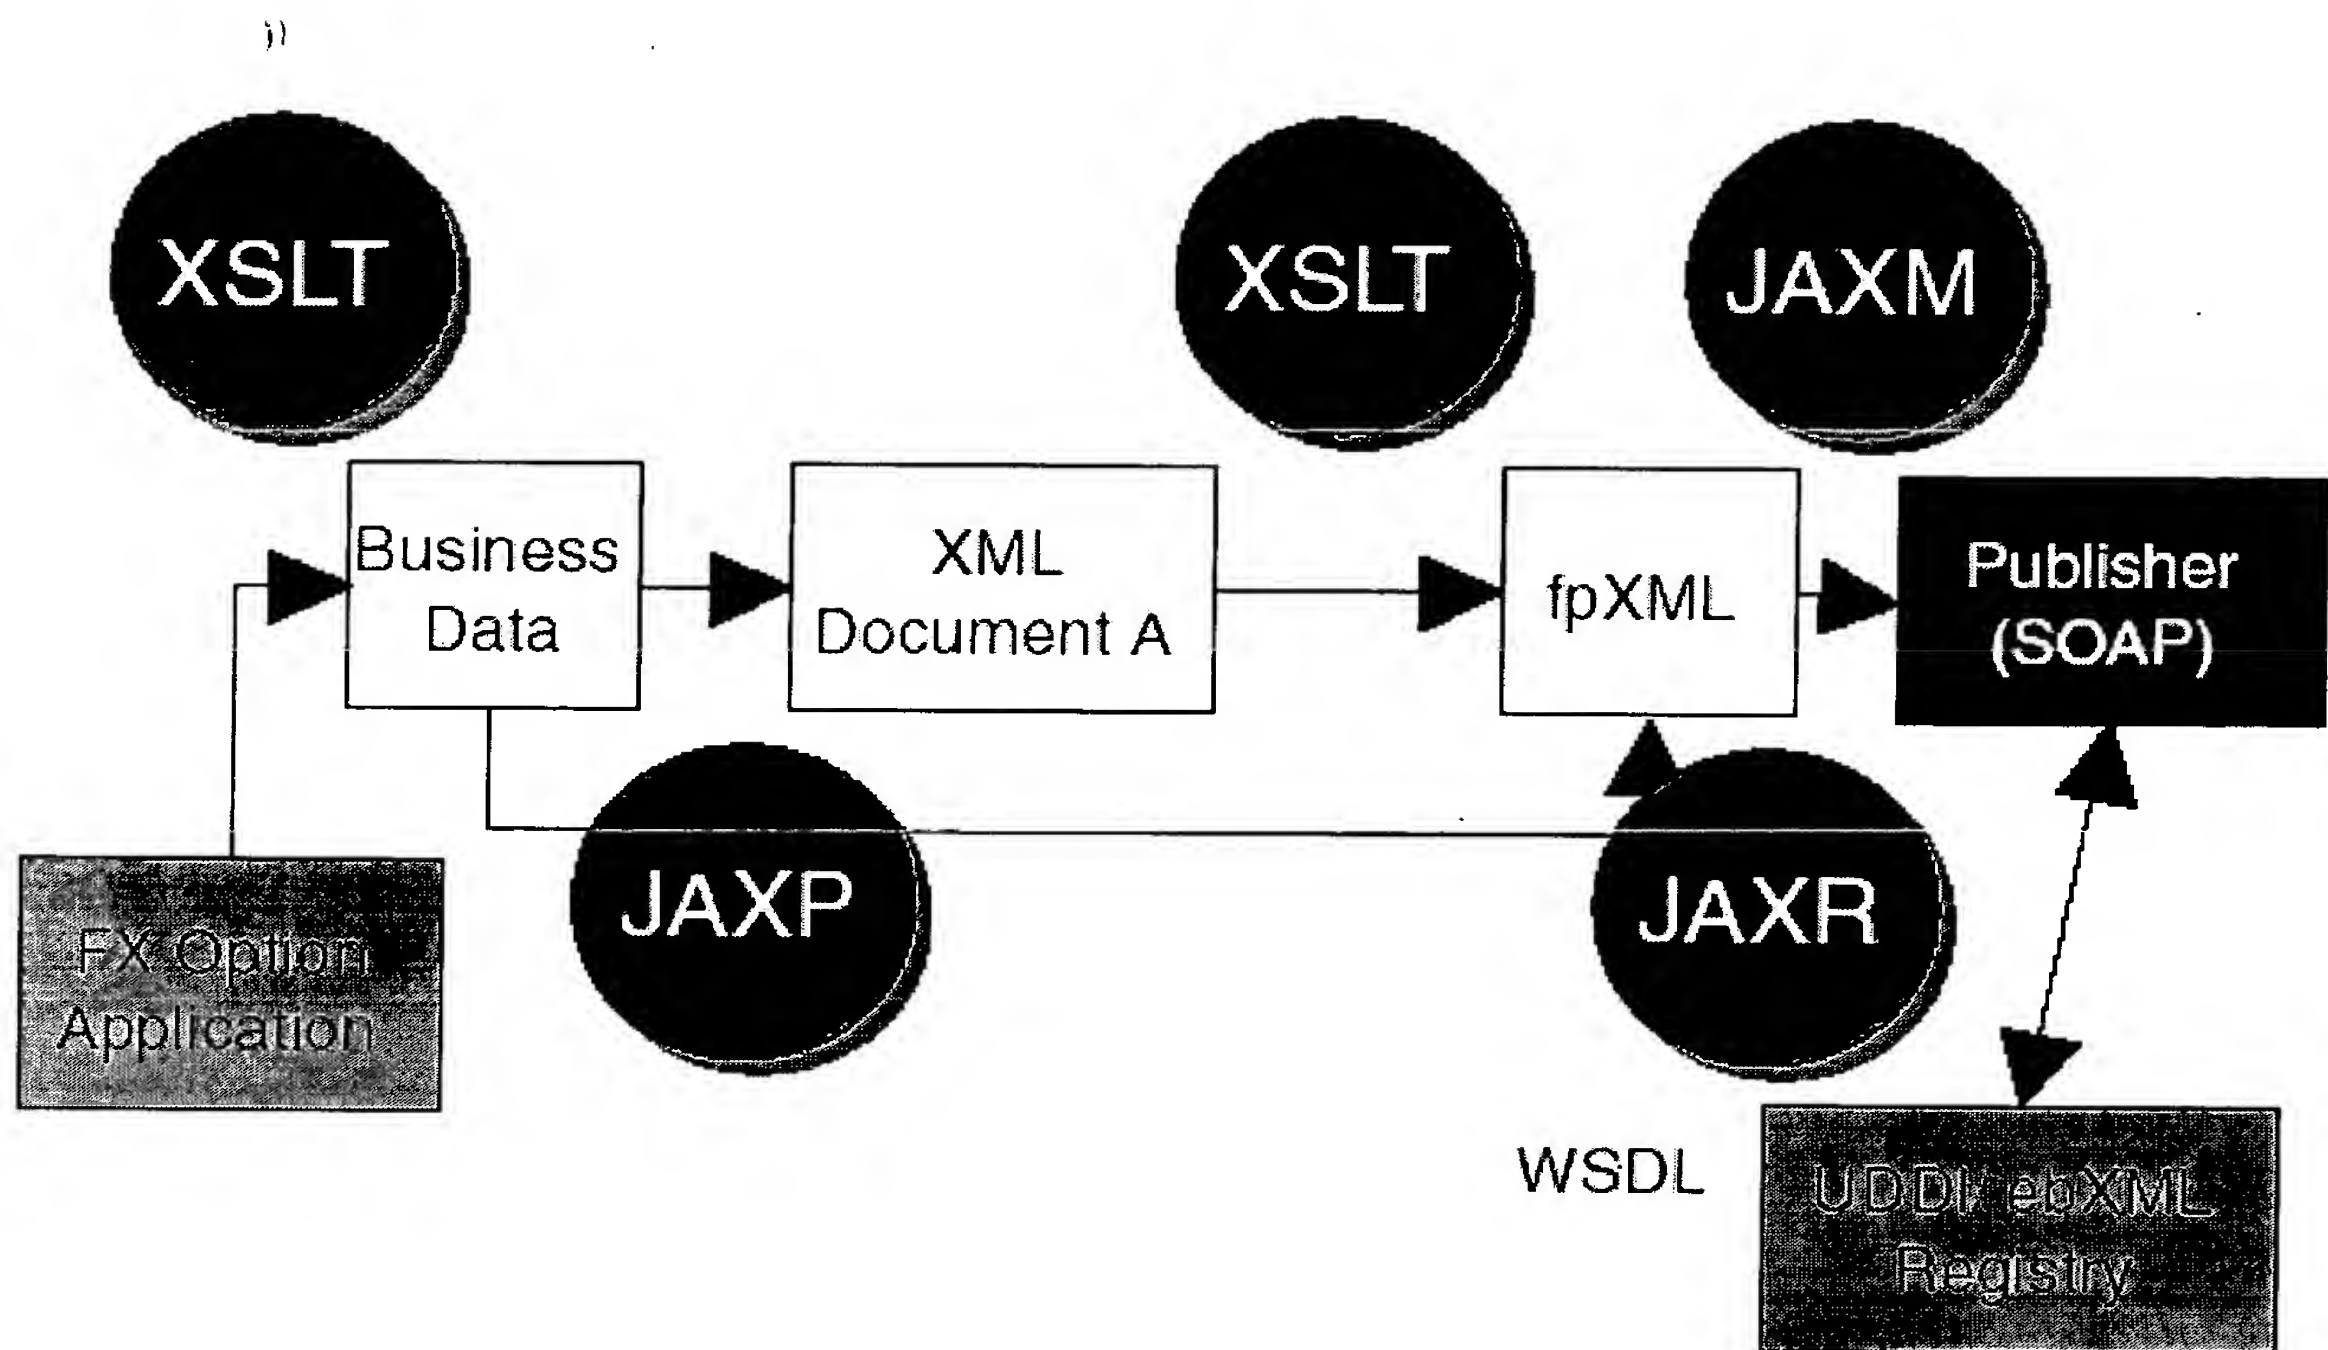 XSLT
XSLT
JAXM
Business
Data
XML
Document A
fpXML
Publisher
(SOAP)
JAXP
JAXR
FX Option
Application
WSDL
UDDI ebXML
Registry